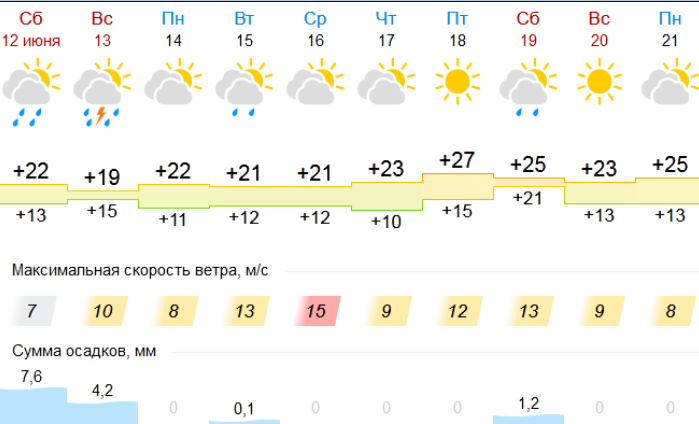 Сб Вс Пн Вт Ср Чт Пт Сб Вс Пн
12 июня 13 14 15 16 17 18 19 20 21
+22 +19 +22 +21 +21 +23 +27 +25 +23 +25
+13 +15 +11 +12 +12 +10 +15 +21 +13 +13
Максимальная скорость ветра, м/с
7 10 8 13 15 9 12 13 9 8
Сумма осадков, мм
7,6 4,2 0 0,1 0 0 0 1,2 0 0